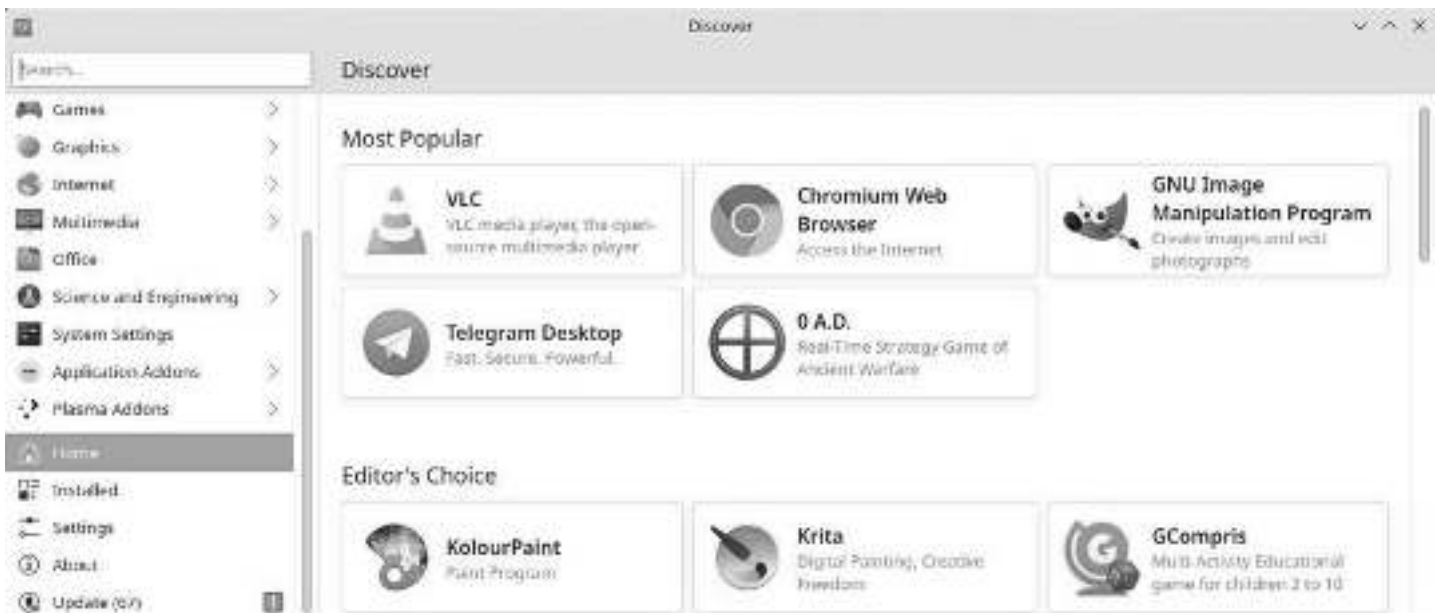 Discover
Search...
Discover
Games
Graphics
Internet
Multimedia
Office
Science and Engineering
System Settings
Application Addons
Plasma Addons
Home
Installed
Settings
About
Update (67)
Most Popular
VLC
VLC media player, the open-
source multimedia player
Chromium Web
Browser
Access the Internet
GNU Image
Manipulation Program
Create images and edit
photographs
Telegram Desktop
Fast. Secure. Powerful.
0 A.D.
Real-Time Strategy Game of
Ancient Warfare
Editor's Choice
KolourPaint
Paint Program
Krita
Digital Painting, Creative
Freedom
GCompris
Multi-Activity Educational
game for children 2 to 10